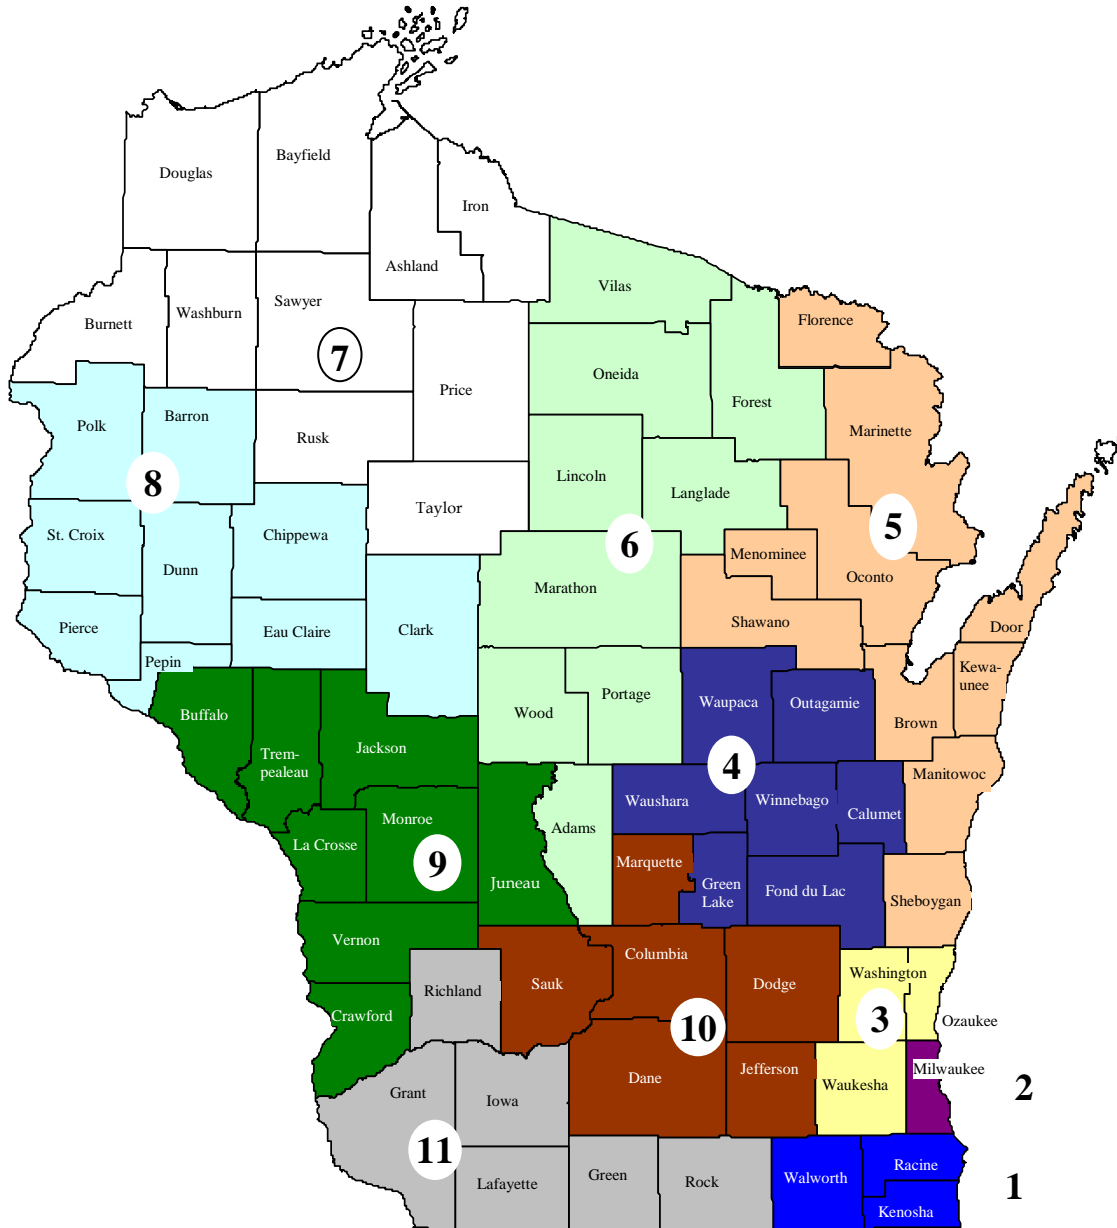 Bayfield
Douglas
Iron
Ashland
Vilas
Sawyer
Washburn
Burnett
Florence
7
Oneida
Price
Forest
Barron
Polk
Rusk
Marinette
Lincoln
8
Langlade
Taylor
5
St. Croix
Chippewa
6
Menominee
Dunn
Oconto
Marathon
Pierce
Eau Claire
Clark
Shawano
Door
Pepin
Kewa-
unee
Portage
Waupaca
Outagamie
Buffalo
Wood
Brown
Jackson
Trem-
pealeau
4
Manitowoc
Waushara
Winnebago
Calumet
Monroe
Adams
La Crosse
Marquette
9
Juneau
Green
Lake
Fond du Lac
Sheboygan
Vernon
Columbia
Washington
Richland
Sauk
Dodge
Crawford
10
3
Ozaukee
Jefferson
Milwaukee
Dane
Waukesha
2
Grant
Iowa
11
Racine
Green
Rock
Walworth
1
Lafayette
Kenosha